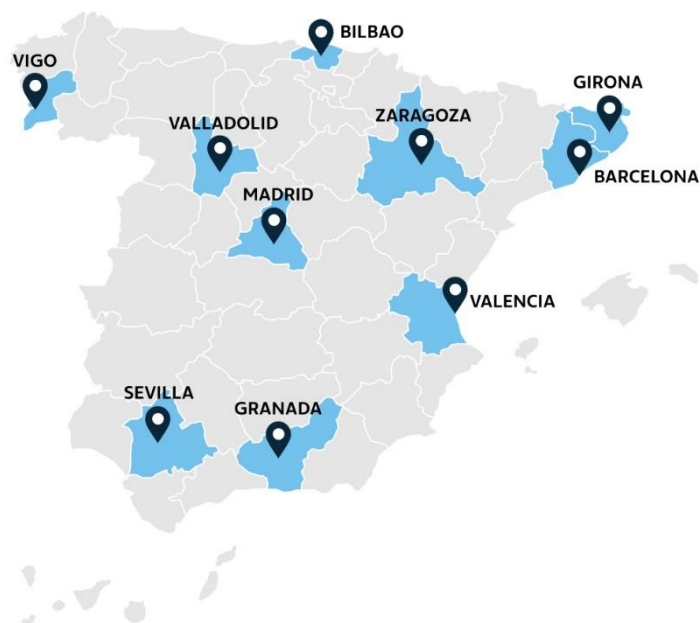 BILBAO
VIGO
GIRONA
ZARAGOZA
VALLADOLID
BARCELONA
MADRID
VALENCIA
SEVILLA
GRANADA